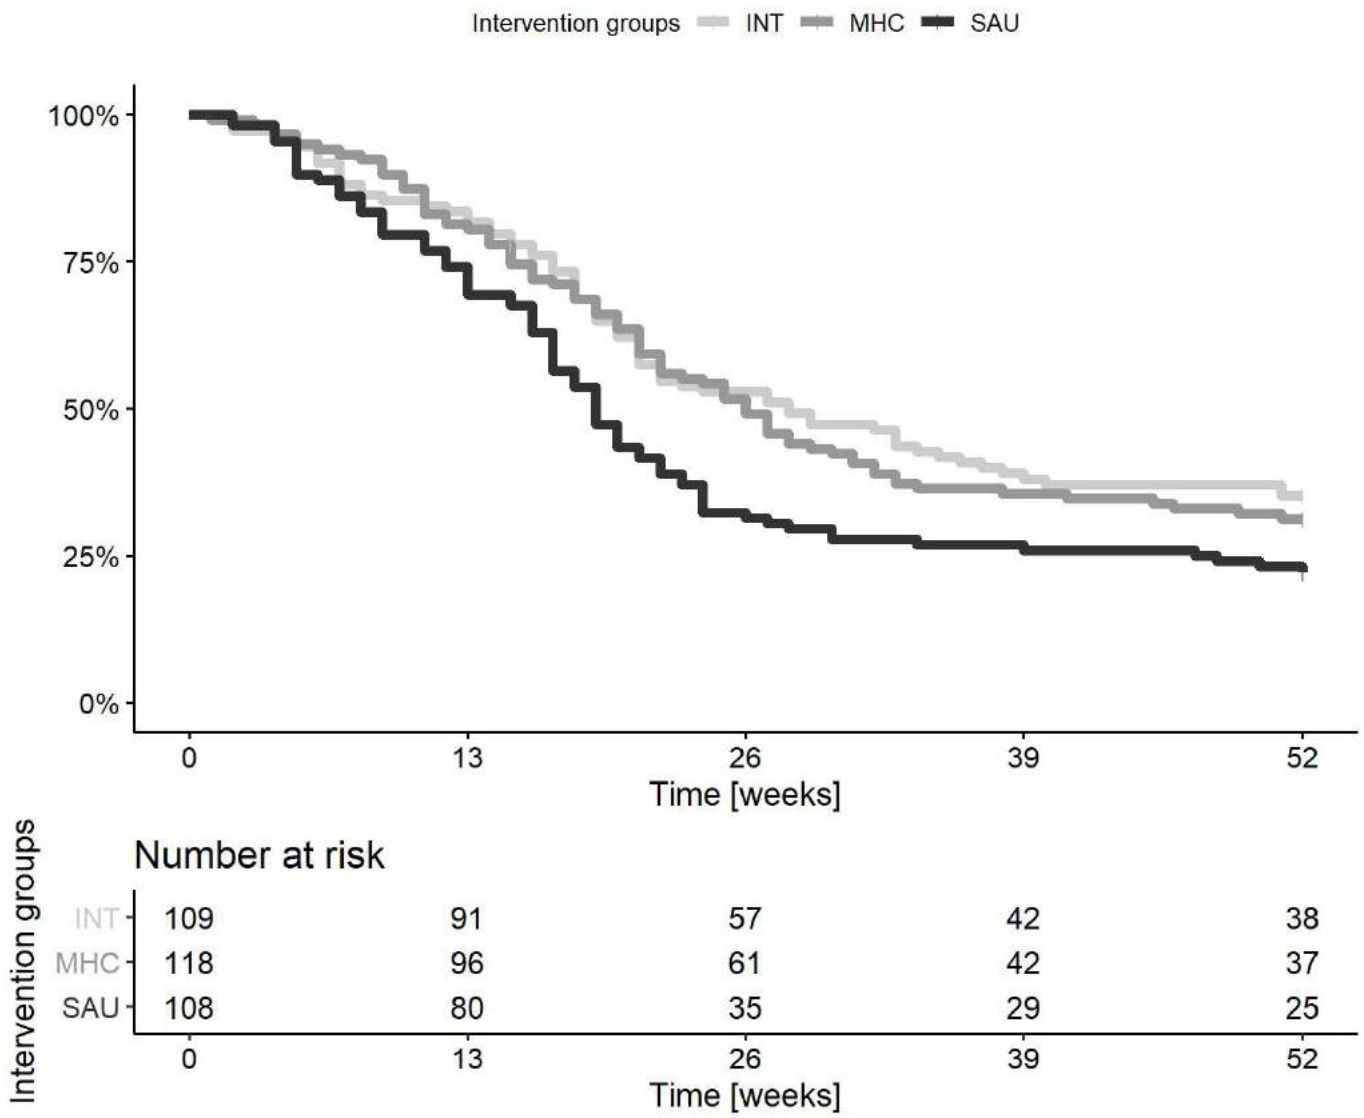 Intervention groups INT MHC SAU
100%
75%
50%
25%
0%
0 13 26 39 52
Time [weeks]
Number at risk
Intervention groups
INT 109 91 57 42 38
MHC 118 96 61 42 37
SAU 108 80 35 29 25
0 13 26 39 52
Time [weeks]